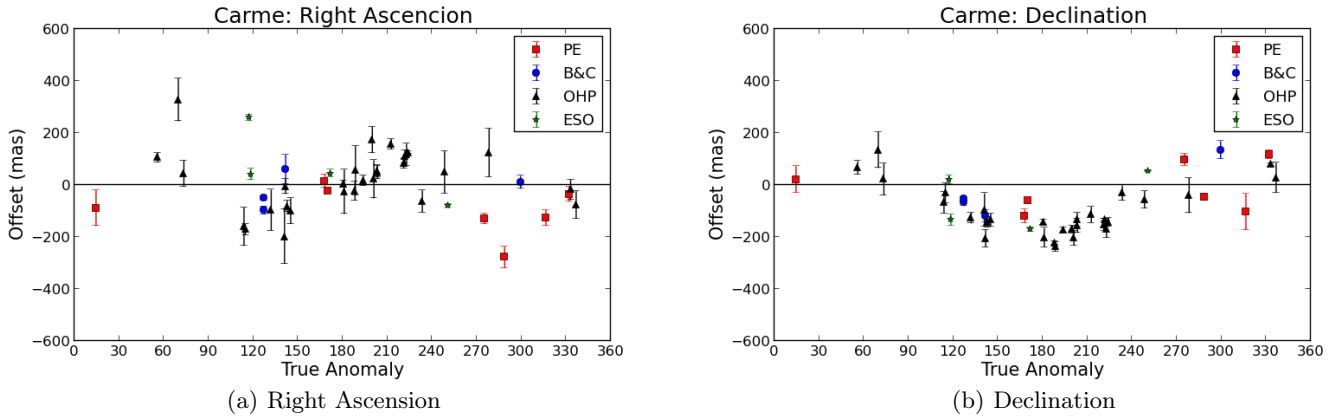 Carme: Right Ascencion
Offset (mas)
600
400
200
0
−200
−400
−600
PE
B&C
OHP
ESO
0 30 60 90 120 150 180 210 240 270 300 330 360
True Anomaly
(a) Right Ascension
Carme: Declination
Offset (mas)
600
400
200
0
−200
−400
−600
PE
B&C
OHP
ESO
0 30 60 90 120 150 180 210 240 270 300 330 360
True Anomaly
(b) Declination